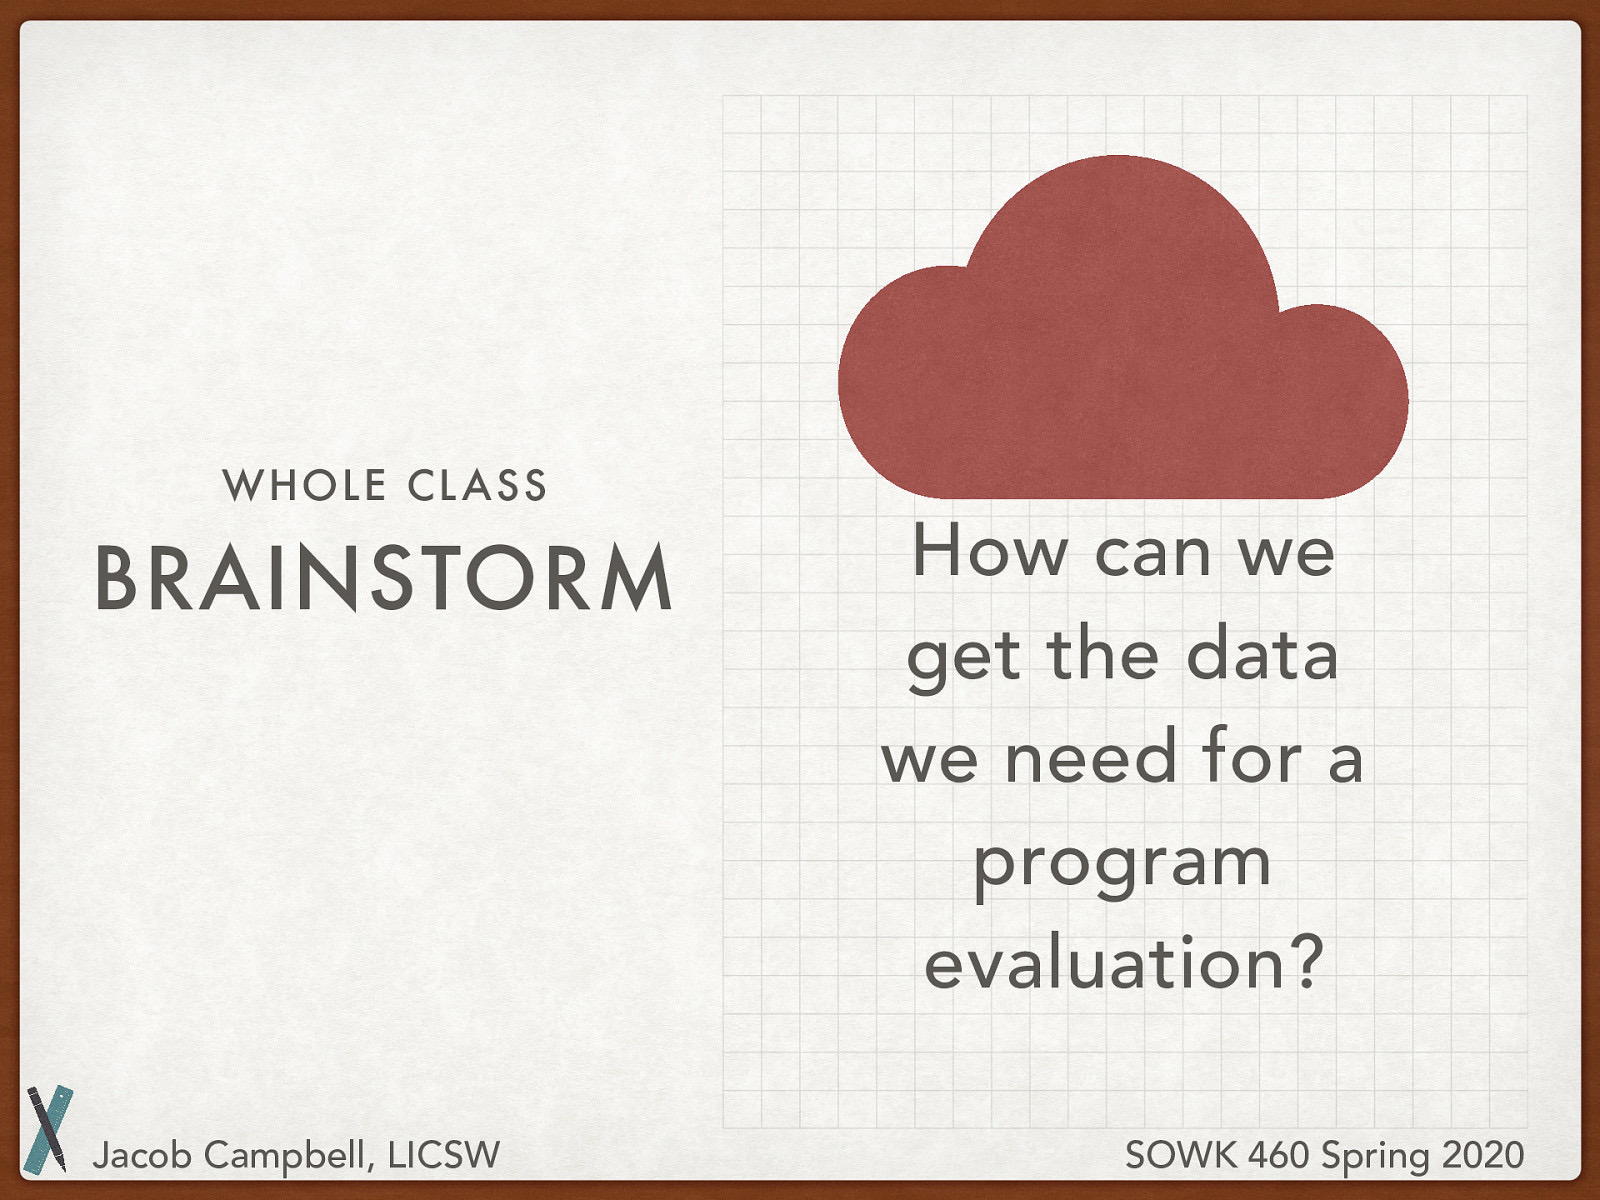 WHOLE CLASS
BRAINSTORM
How can we
get the data
we need for a
program
evaluation?
Jacob Campbell, LICSW
SOWK 460 Spring 2020